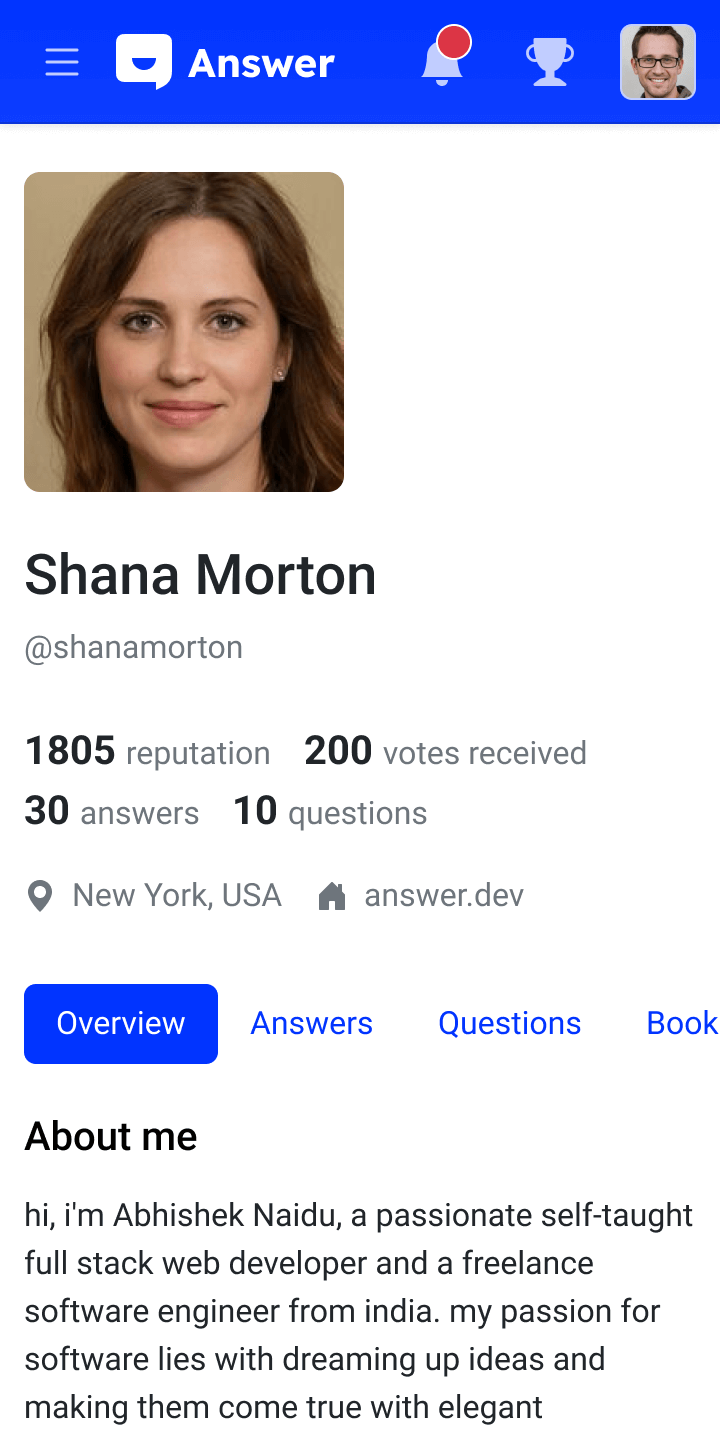 Answer
Shana Morton
@shanamorton
1805 reputation 200 votes received
30 answers 10 questions
New York, USA answer.dev
Overview Answers Questions Book
About me
hi, i'm Abhishek Naidu, a passionate self-taught
full stack web developer and a freelance
software engineer from india. my passion for
software lies with dreaming up ideas and
making them come true with elegant